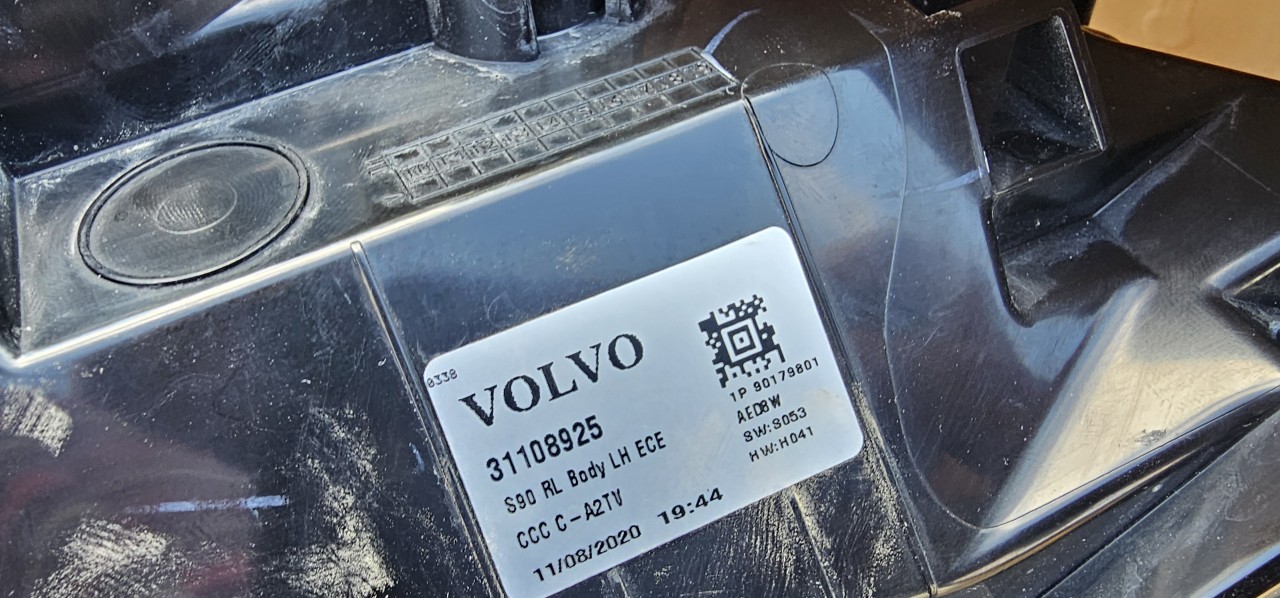 0338
VOLVO
31108925
S90 RL Body LH ECE
CCC C-A2TV
11/08/2020 19:44
1P 90179801
AED8W
SW:S053
HW:H041